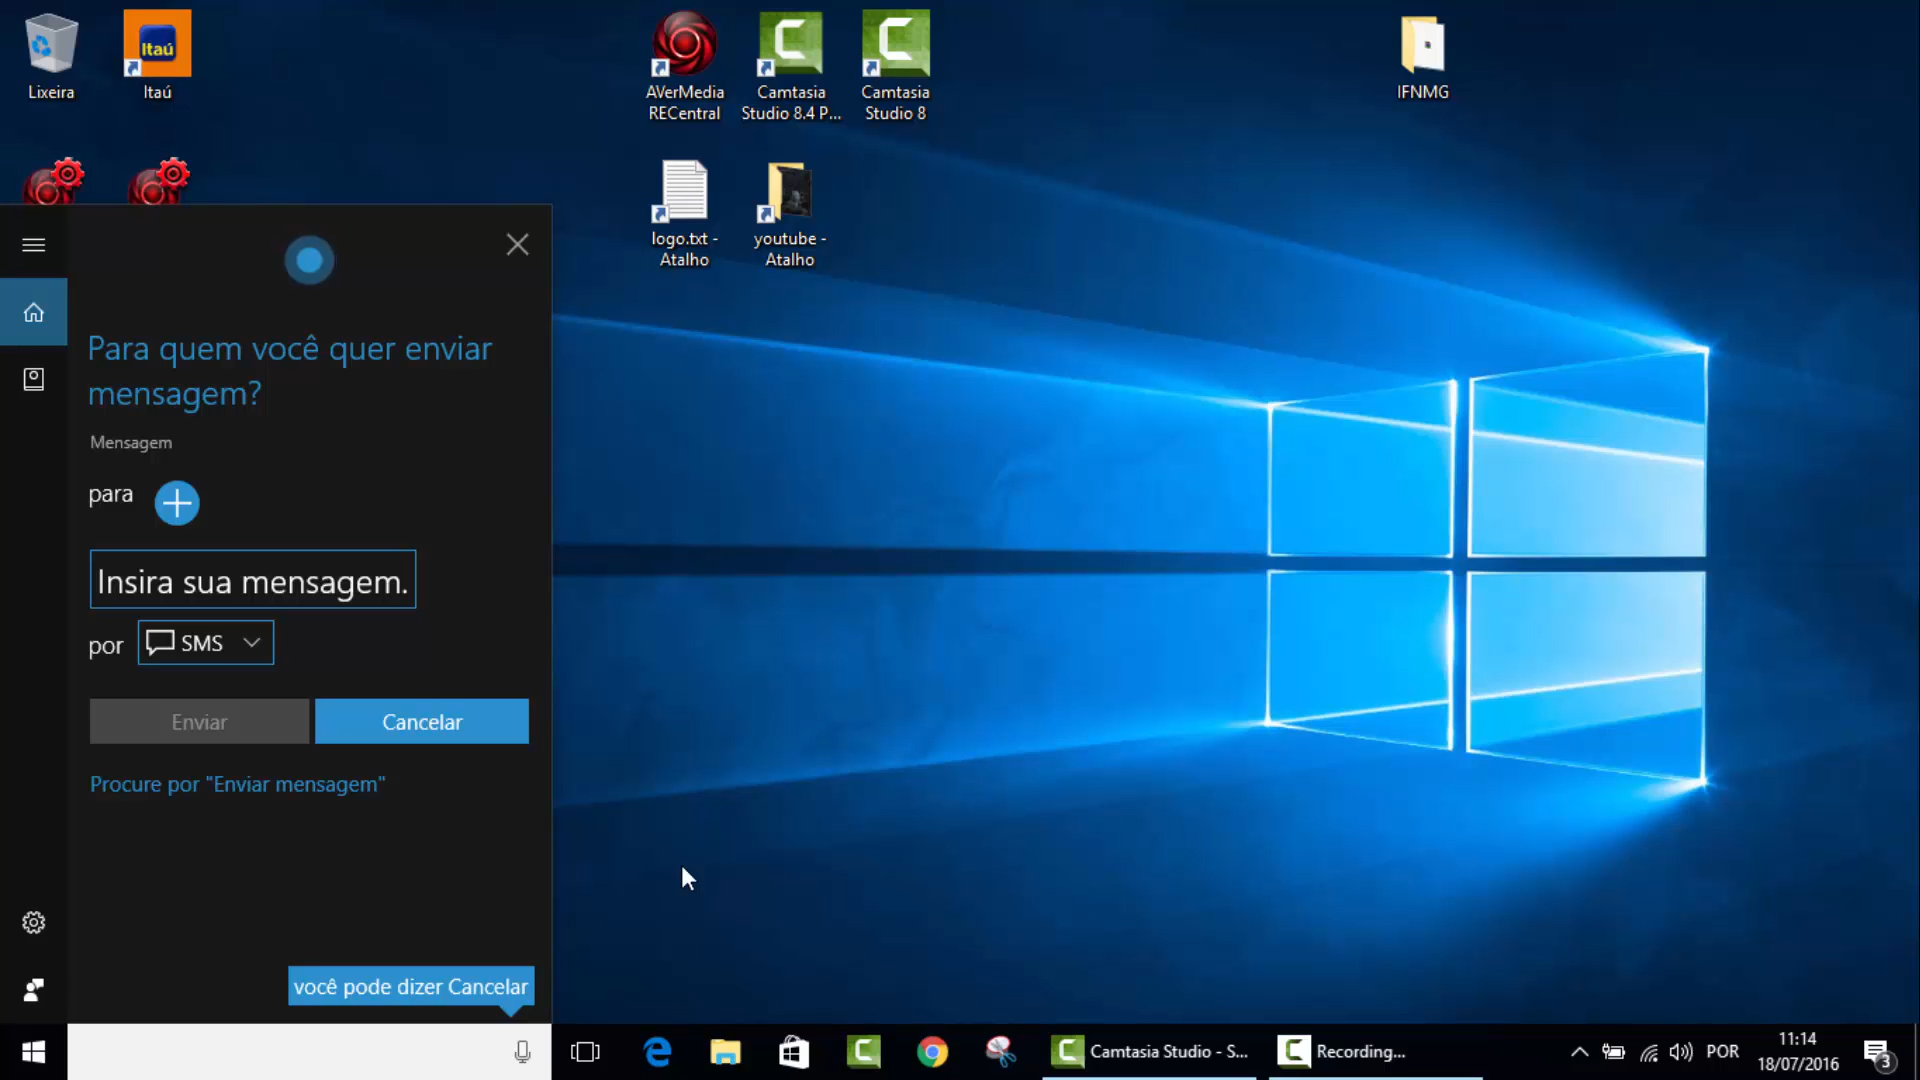 Lixeira
Itaú
Itaú
AVerMedia
RECentral
Camtasia
Studio 8.4 P...
Camtasia
Studio 8
IFNMG
logo.txt -
Atalho
youtube -
Atalho
Para quem você quer enviar
mensagem?
Mensagem
para
Insira sua mensagem.
por
SMS
Enviar
Cancelar
Procure por "Enviar mensagem"
você pode dizer Cancelar
Camtasia Studio - S...
Recording...
POR
11:14
18/07/2016
3